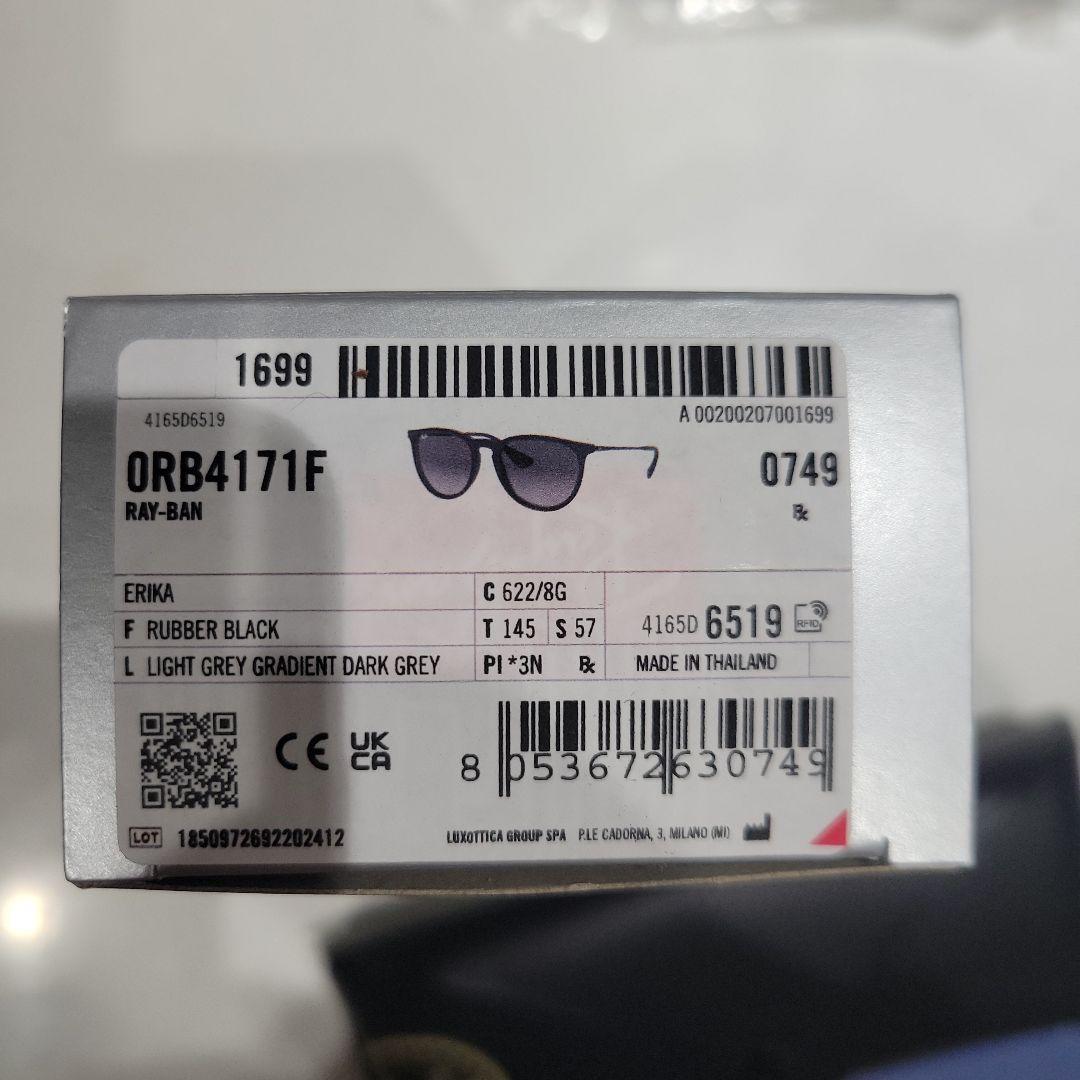 1699
A 00200207001699
4165D6519
0RB4171F
0749
RAY-BAN
℞
ERIKA
C 622/8G
F RUBBER BLACK
T 145
S 57
4165D 6519
RFID
L LIGHT GREY GRADIENT DARK GREY
PI *3N ℞
MADE IN THAILAND
CE
UK
CA
8 053672 630749
LOT 1850972692202412
LUXOTTICA GROUP SPA P.LE CADORNA, 3, MILANO (MI)